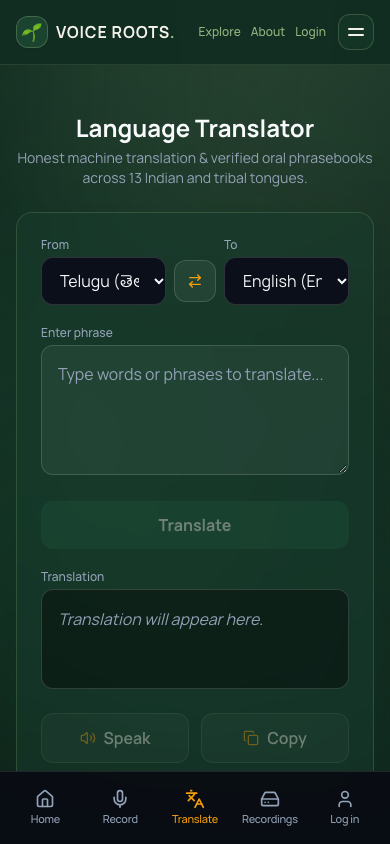 VOICE ROOTS.
Explore About Login
Language Translator
Honest machine translation & verified oral phrasebooks
across 13 Indian and tribal tongues.
From
To
Telugu (తె
English (En
Enter phrase
Type words or phrases to translate...
Translate
Translation
Translation will appear here.
Speak
Copy
Home
Record
Translate
Recordings
Log in